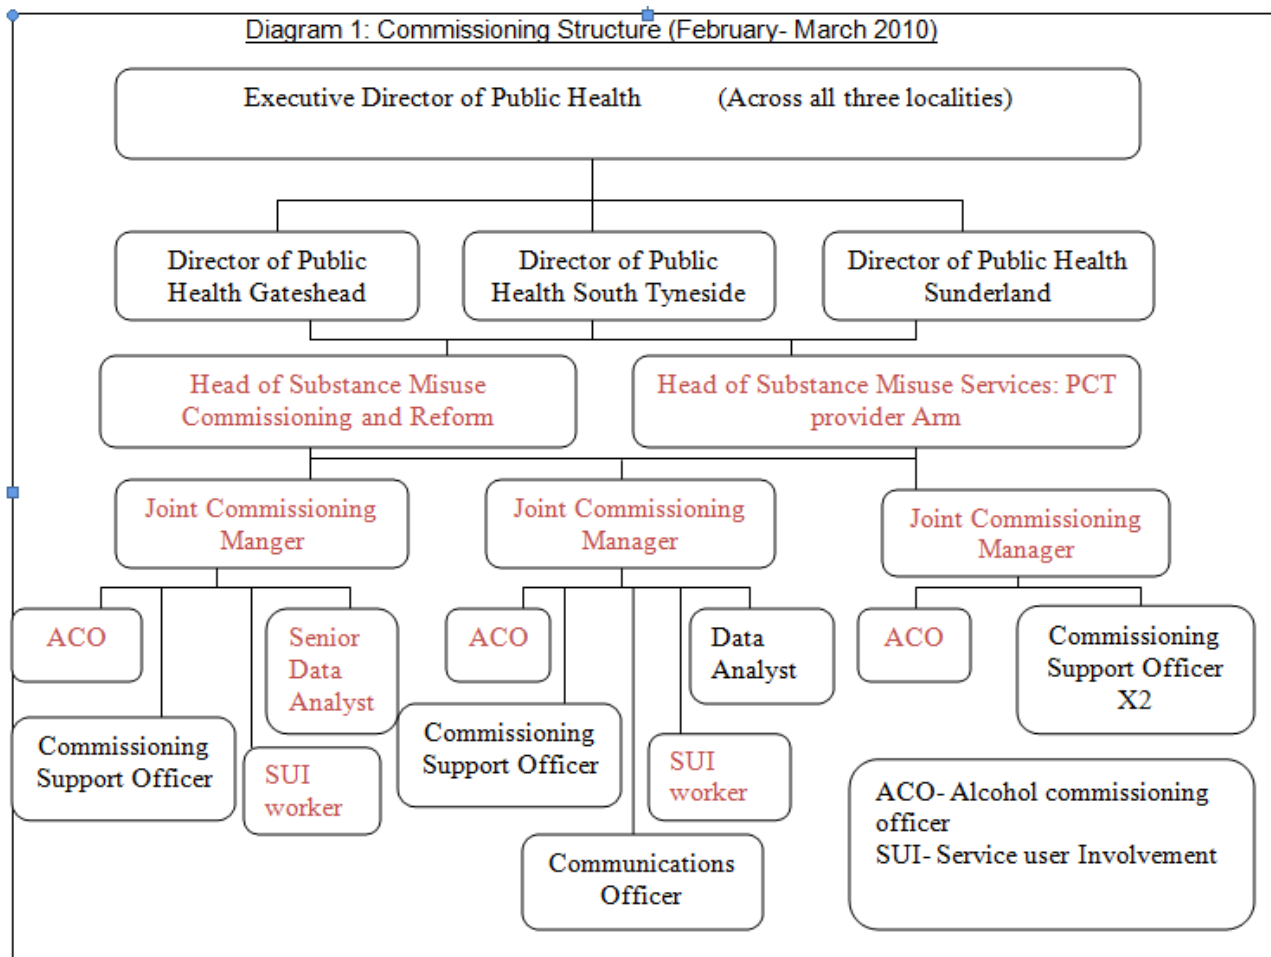 Diagram 1: Commissioning Structure (February- March 2010)
Executive Director of Public Health (Across all three localities)
Director of Public
Health Gateshead
Director of Public
Health South Tyneside
Director of Public Health
Sunderland
Head of Substance Misuse
Commissioning and Reform
Head of Substance Misuse Services: PCT
provider Arm
Joint Commissioning
Manger
Joint Commissioning
Manager
Joint Commissioning
Manager
ACO
Commissioning
Support Officer
SUI
worker
Senior
Data
Analyst
ACO
Commissioning
Support Officer
Communications
Officer
SUI
worker
Data
Analyst
ACO
Commissioning
Support Officer
X2
ACO- Alcohol commissioning
officer
SUI- Service user Involvement